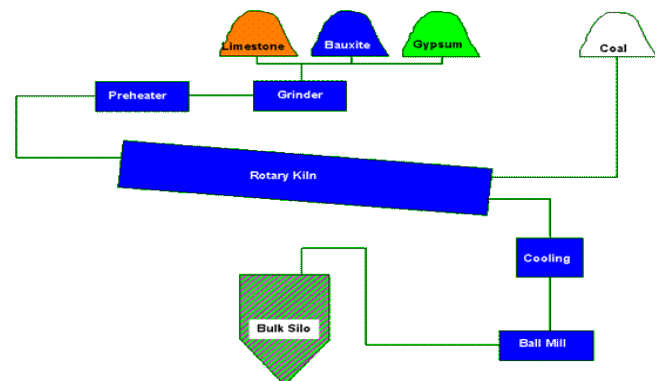 Limestone
Bauxite
Gypsum
Coal
Preheater
Grinder
Rotary Kiln
Cooling
Bulk Silo
Ball Mill